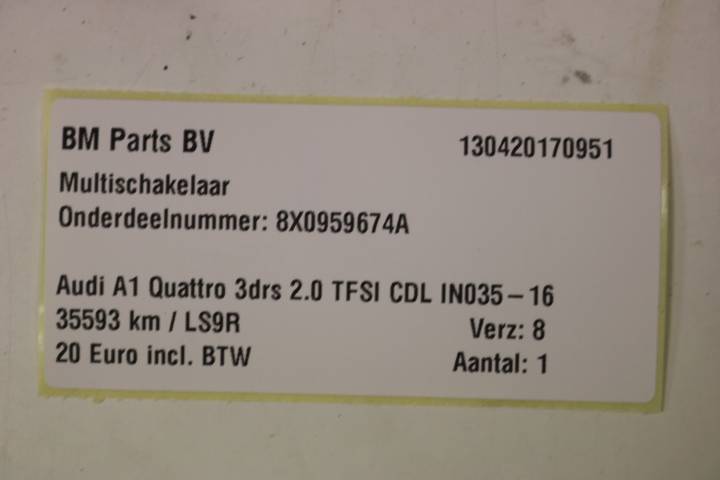 BM Parts BV 130420170951
Multischakelaar
Onderdeelnummer: 8X0959674A
Audi A1 Quattro 3drs 2.0 TFSI CDL IN035-16
35593 km / LS9R Verz: 8
20 Euro incl. BTW Aantal: 1